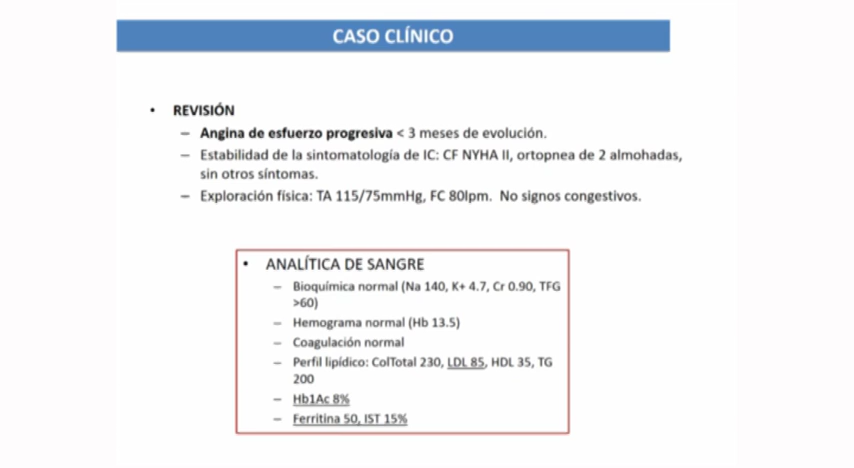 CASO CLÍNICO
• REVISIÓN
– Angina de esfuerzo progresiva < 3 meses de evolución.
– Estabilidad de la sintomatología de IC: CF NYHA II, ortopnea de 2 almohadas,
sin otros síntomas.
– Exploración física: TA 115/75mmHg, FC 80lpm. No signos congestivos.
• ANALÍTICA DE SANGRE
– Bioquímica normal (Na 140, K+ 4.7, Cr 0.90, TFG
>60)
– Hemograma normal (Hb 13.5)
– Coagulación normal
– Perfil lipídico: ColTotal 230, LDL 85, HDL 35, TG
200
– Hb1Ac 8%
– Ferritina 50, IST 15%